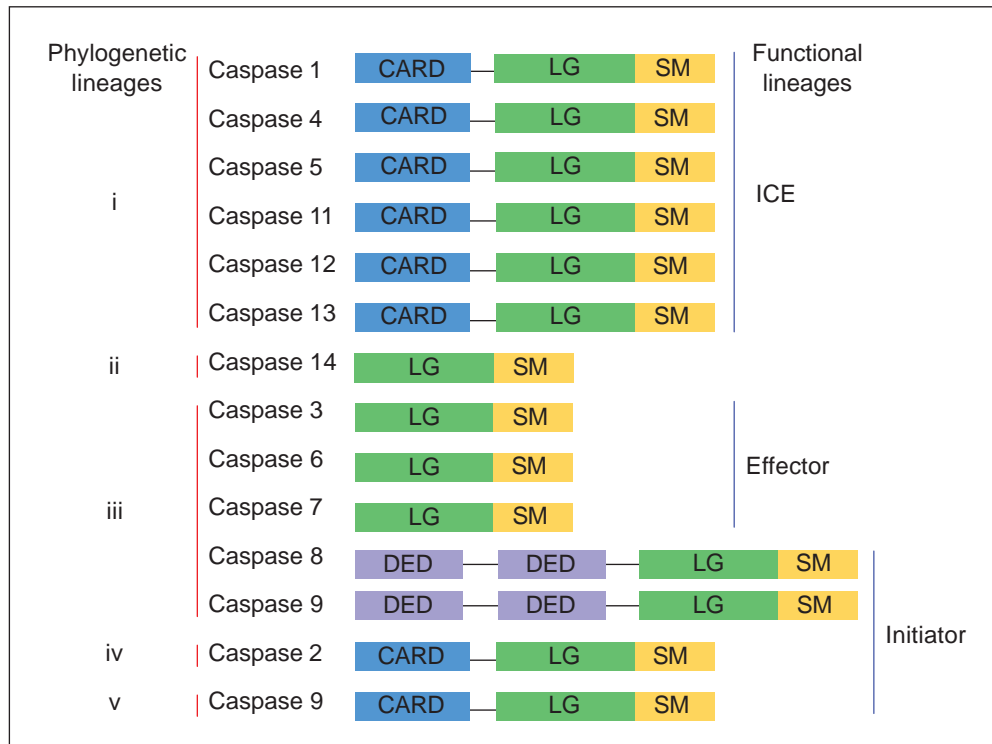 Phylogenetic
lineages
Functional
lineages
Caspase 1 CARD LG SM
Caspase 4 CARD LG SM
Caspase 5 CARD LG SM
i
ICE
Caspase 11 CARD LG SM
Caspase 12 CARD LG SM
Caspase 13 CARD LG SM
ii Caspase 14 LG SM
Caspase 3 LG SM
Caspase 6 LG SM
Effector
iii Caspase 7 LG SM
Caspase 8 DED DED LG SM
Caspase 9 DED DED LG SM
Initiator
iv Caspase 2 CARD LG SM
v Caspase 9 CARD LG SM